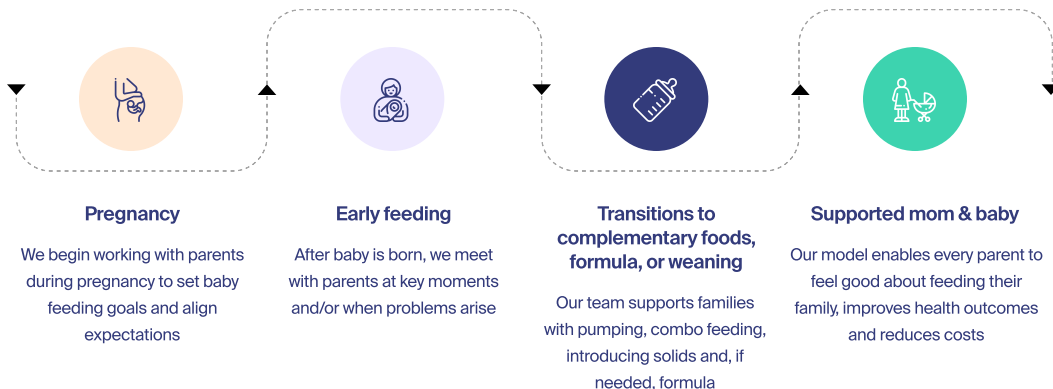 Pregnancy
We begin working with parents
during pregnancy to set baby
feeding goals and align
expectations
Early feeding
After baby is born, we meet
with parents at key moments
and/or when problems arise
Transitions to
complementary foods,
formula, or weaning
Our team supports families
with pumping, combo feeding,
introducing solids and, if
needed, formula
Supported mom & baby
Our model enables every parent to
feel good about feeding their
family, improves health outcomes
and reduces costs